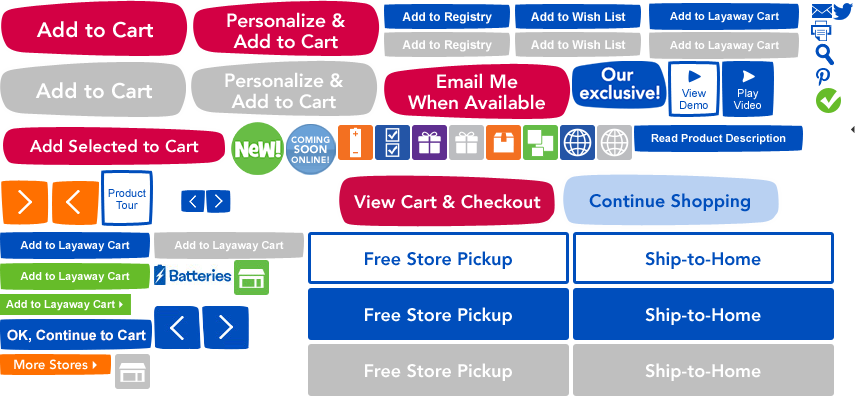 Add to Cart
Personalize &
Add to Cart
Add to Registry
Add to Wish List
Add to Layaway Cart
Add to Registry
Add to Wish List
Add to Layaway Cart
Add to Cart
Personalize &
Add to Cart
Email Me
When Available
Our
exclusive!
View
Demo
Play
Video
Add Selected to Cart
NeW!
COMING
SOON
ONLINE!
Read Product Description
Product
Tour
View Cart & Checkout
Continue Shopping
Add to Layaway Cart
Add to Layaway Cart
Free Store Pickup
Ship-to-Home
Add to Layaway Cart
Batteries
Add to Layaway Cart
Free Store Pickup
Ship-to-Home
OK, Continue to Cart
More Stores
Free Store Pickup
Ship-to-Home